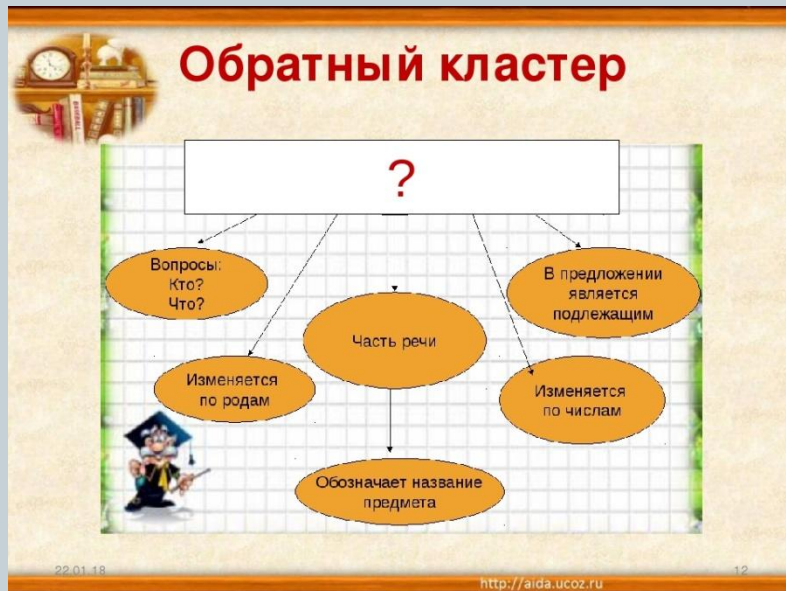 Обратный кластер
?
Вопросы:
Кто?
Что?
В предложении
является
подлежащим
Часть речи
Изменяется
по родам
Изменяется
по числам
Обозначает название
предмета
22.01.18
12
http://aida.ucoz.ru